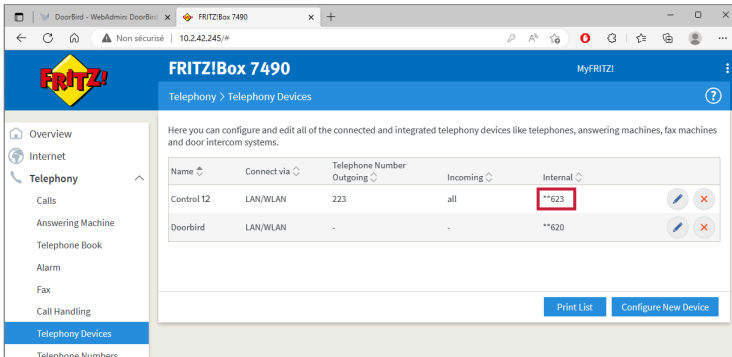 DoorBird - WebAdmin: DoorBird
FRITZ!Box 7490
Non sécurisé | 10.2.42.245/#
FRITZ!
FRITZ!Box 7490
MyFRITZ!
Telephony > Telephony Devices
Overview
Internet
Telephony
Calls
Answering Machine
Telephone Book
Alarm
Fax
Call Handling
Telephony Devices
Telephone Numbers
Here you can configure and edit all of the connected and integrated telephony devices like telephones, answering machines, fax machines
and door intercom systems.
Name Connect via Telephone Number Outgoing Incoming Internal
Control 12 LAN/WLAN 223 all **623
Doorbird LAN/WLAN - - **620
Print List Configure New Device